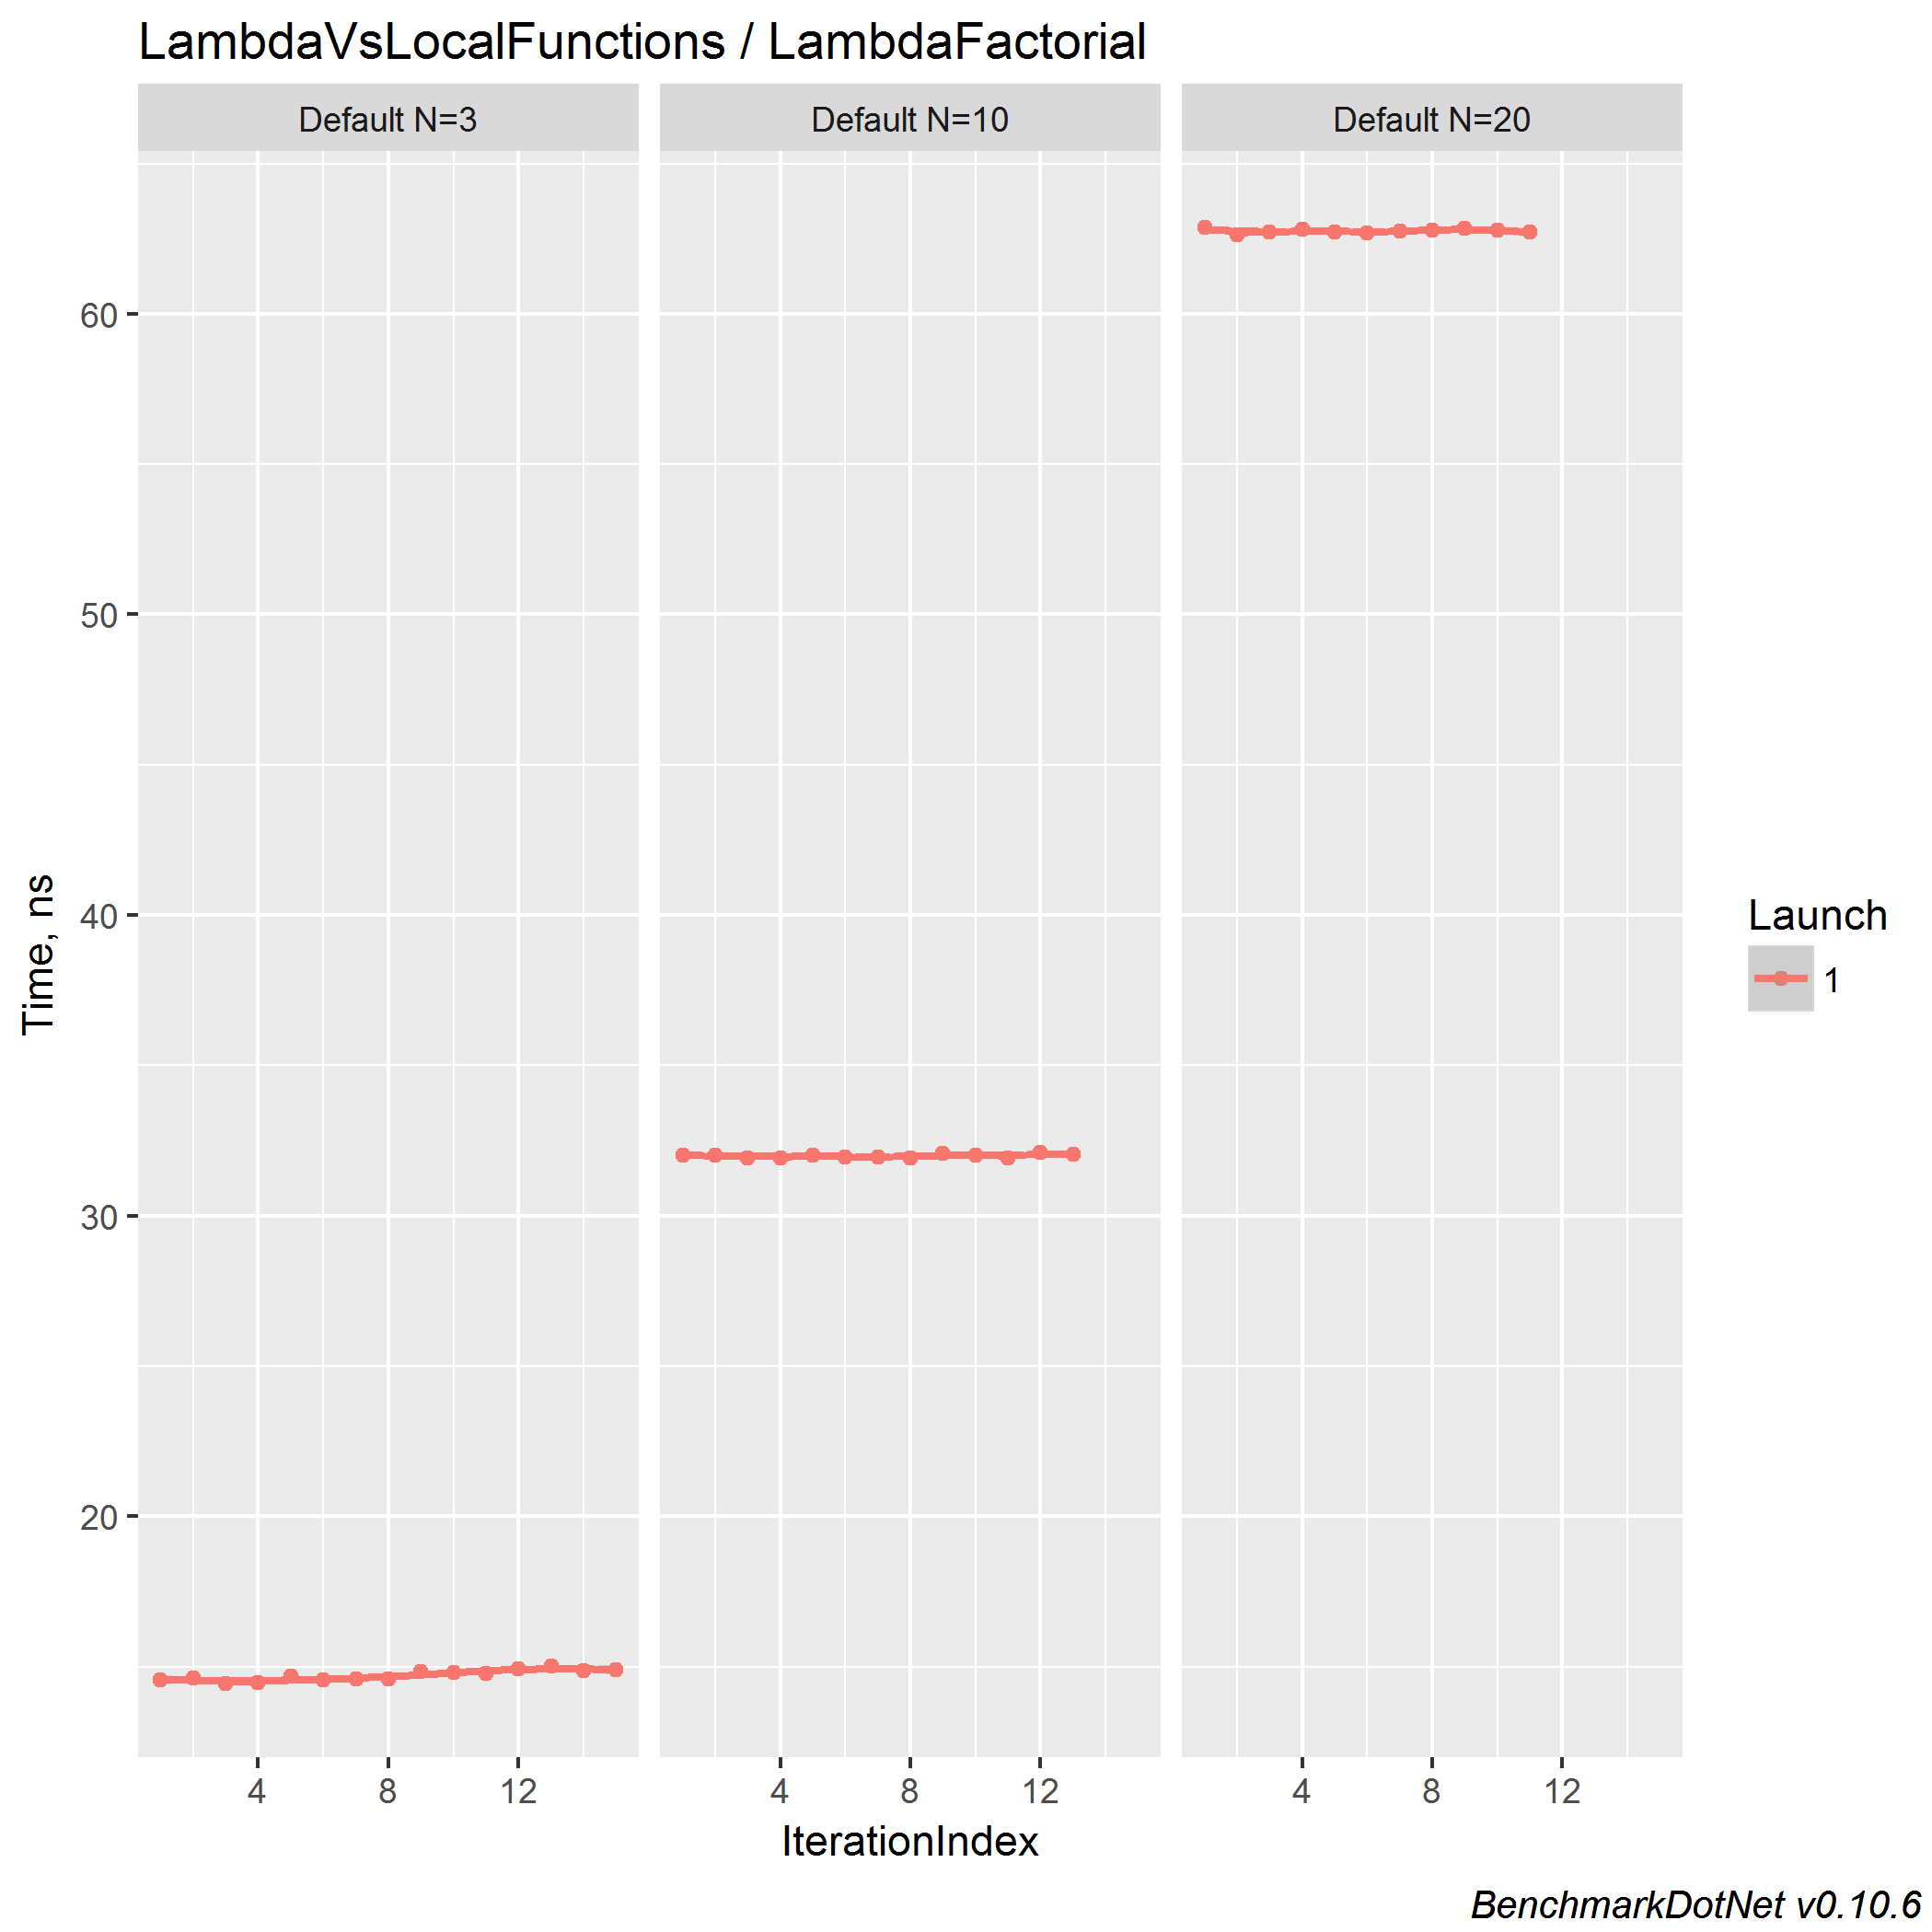 LambdaVsLocalFunctions / LambdaFactorial
Default N=3
Default N=10
Default N=20
60
50
40
30
20
Time, ns
4 8 12
4 8 12
4 8 12
IterationIndex
Launch
1
BenchmarkDotNet v0.10.6